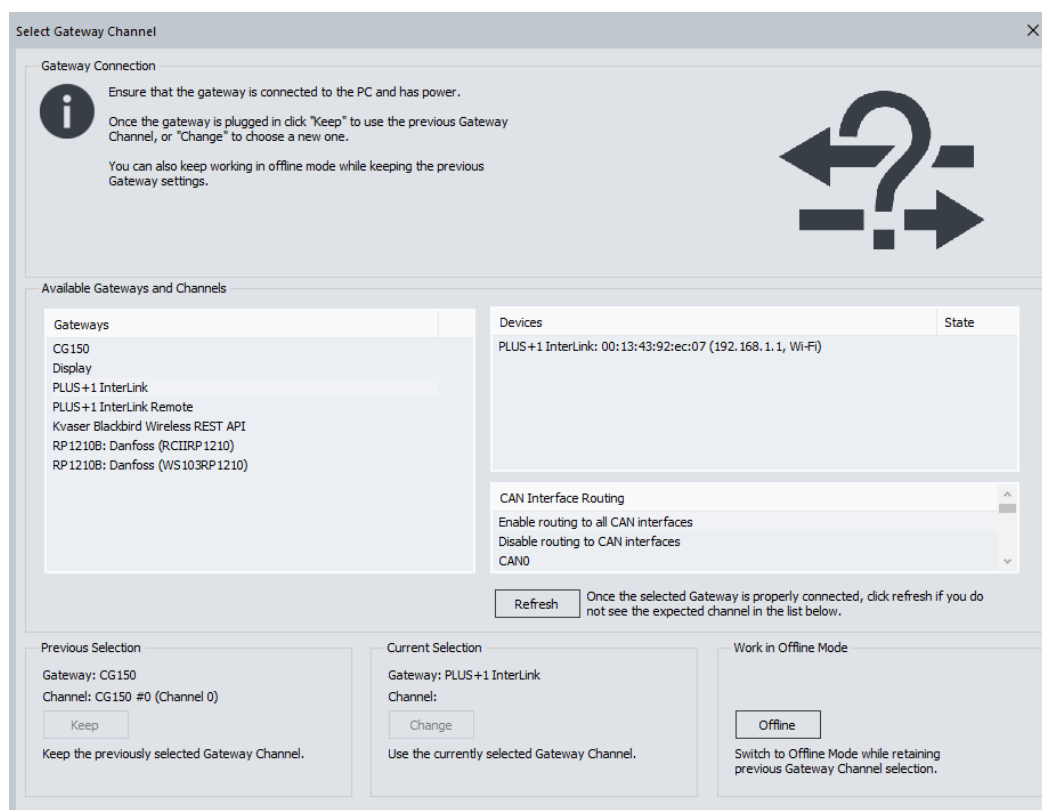 Select Gateway Channel
Gateway Connection
Ensure that the gateway is connected to the PC and has power.
Once the gateway is plugged in click "Keep" to use the previous Gateway
Channel, or "Change" to choose a new one.
You can also keep working in offline mode while keeping the previous
Gateway settings.
Available Gateways and Channels
Gateways
CG150
Display
PLUS+1 InterLink
PLUS+1 InterLink Remote
Kvaser Blackbird Wireless REST API
RP1210B: Danfoss (RCIIRP1210)
RP1210B: Danfoss (WS103RP1210)
Devices State
PLUS+1 InterLink: 00:13:43:92:ec:07 (192.168.1.1, Wi-Fi)
CAN Interface Routing
Enable routing to all CAN interfaces
Disable routing to CAN interfaces
CAN0
Refresh
Once the selected Gateway is properly connected, click refresh if you do
not see the expected channel in the list below.
Previous Selection
Gateway: CG150
Channel: CG150 #0 (Channel 0)
Keep
Keep the previously selected Gateway Channel.
Current Selection
Gateway: PLUS+1 InterLink
Channel:
Change
Use the currently selected Gateway Channel.
Work in Offline Mode
Offline
Switch to Offline Mode while retaining
previous Gateway Channel selection.